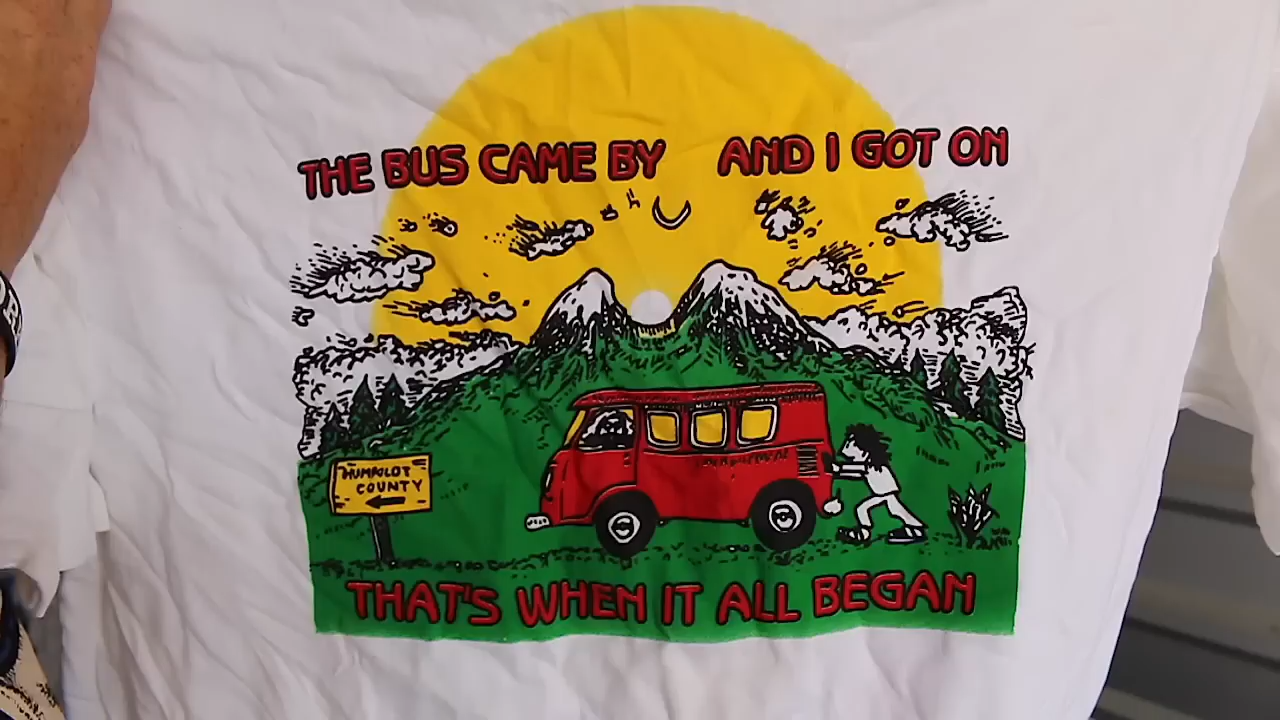 THE BUS CAME BY AND I GOT ON
HUMBOLDT
COUNTY
THAT'S WHEN IT ALL BEGAN